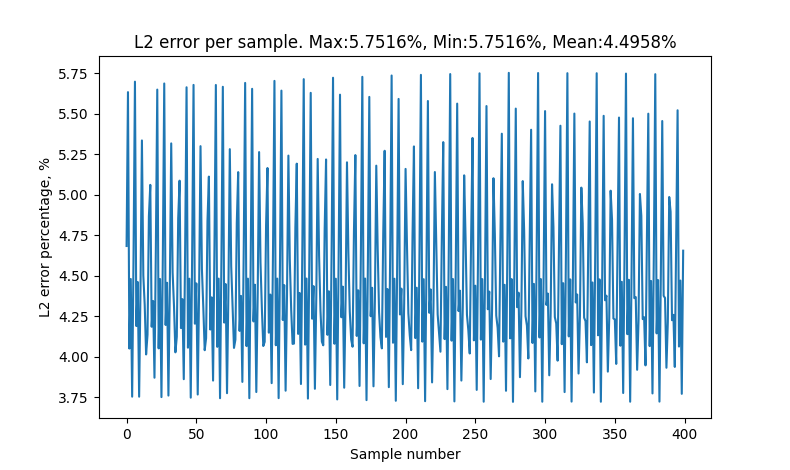 L2 error per sample. Max:5.7516%, Min:5.7516%, Mean:4.4958%
5.75
5.50
5.25
5.00
4.75
4.50
4.25
4.00
3.75
L2 error percentage, %
0 50 100 150 200 250 300 350 400
Sample number